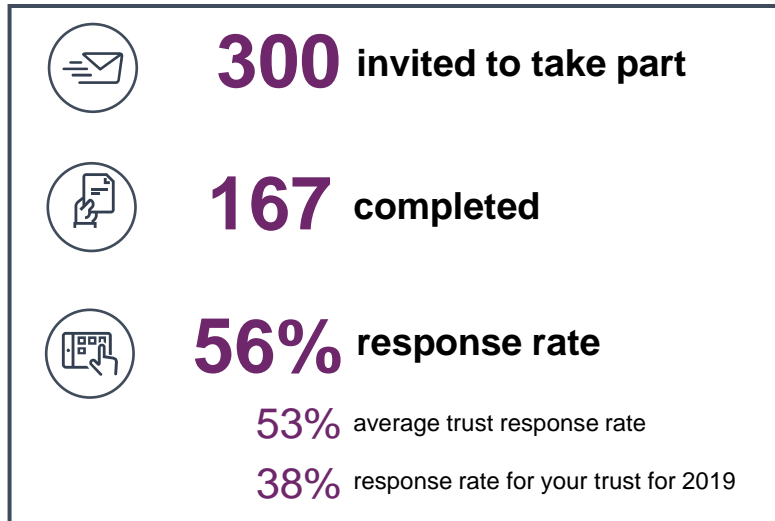 300 invited to take part
167 completed
56% response rate
53% average trust response rate
38% response rate for your trust for 2019